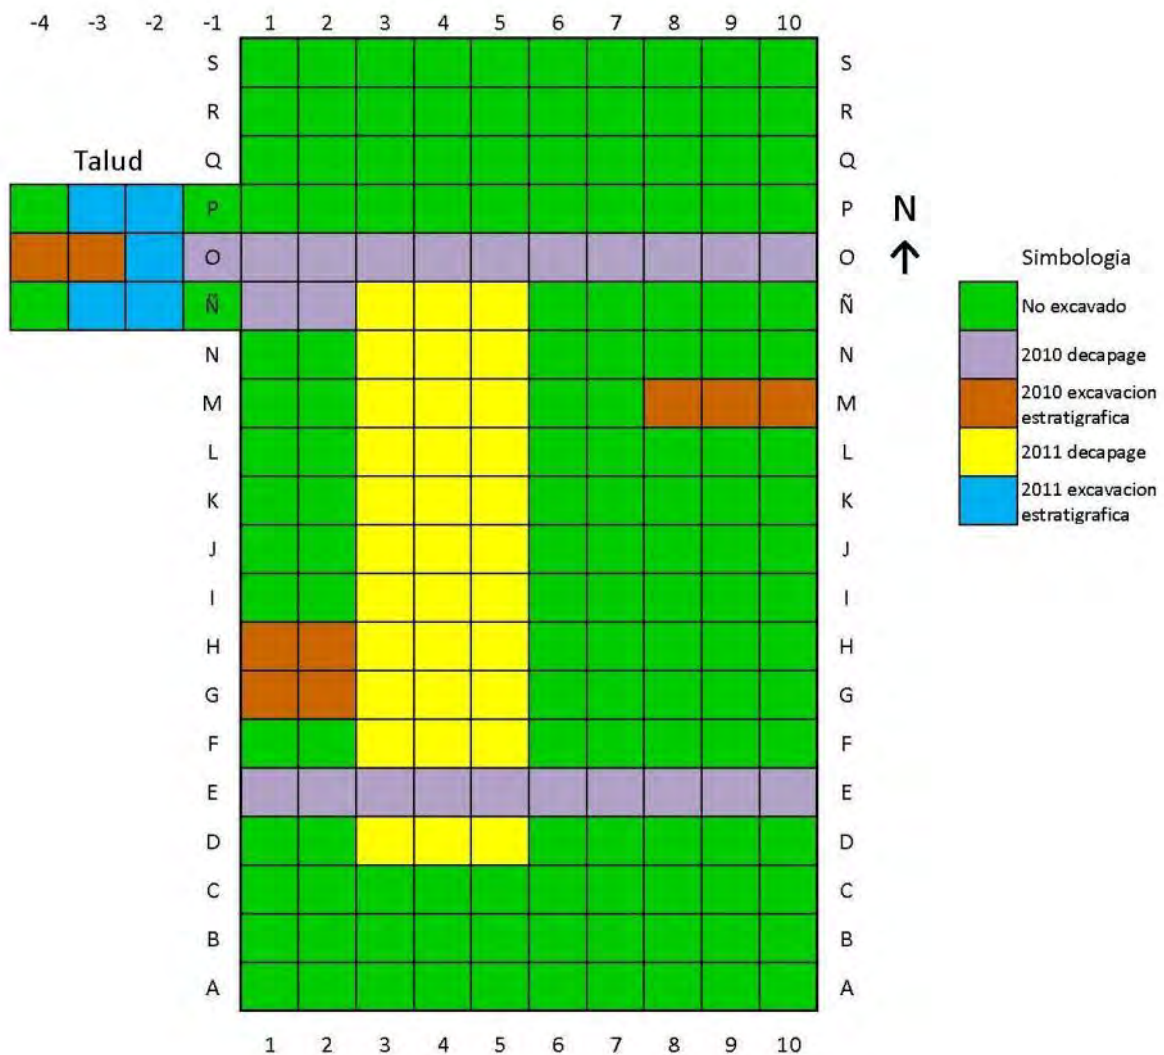 -4 -3 -2 -1 1 2 3 4 5 6 7 8 9 10
S S
R R
Talud Q Q
P P N
O O
Simbologia
Ñ Ñ
No excavado
N N
2010 decapage
M M
2010 excavacion
estratigrafica
L L
2011 decapage
K K
2011 excavacion
estratigrafica
J J
I I
H H
G G
F F
E E
D D
C C
B B
A A
1 2 3 4 5 6 7 8 9 10